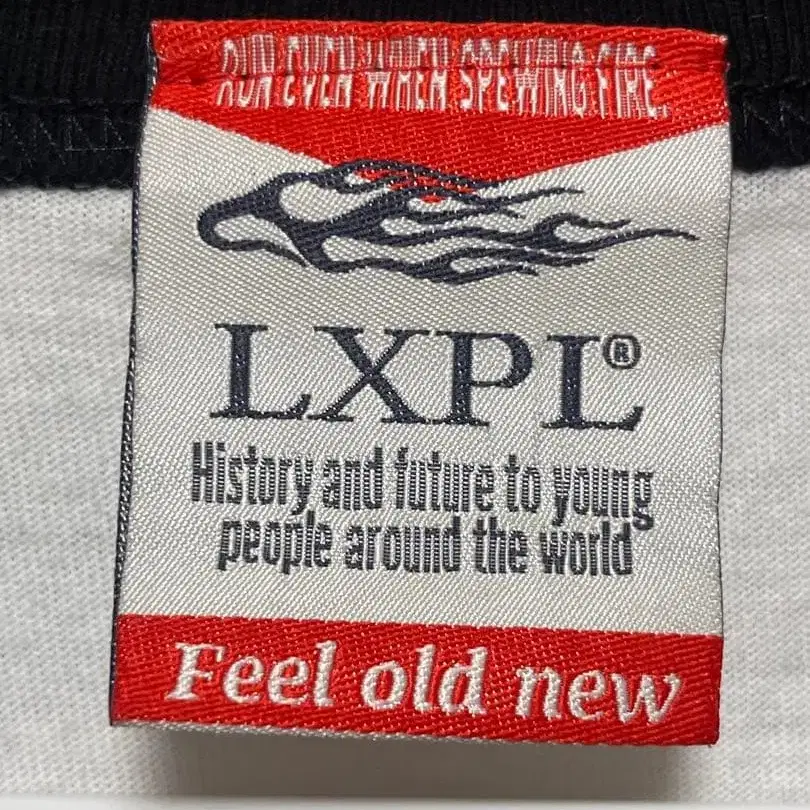 RUN EVEN WHEN SPEWING FIRE.
LXPL®
History and future to young
people around the world
Feel old new